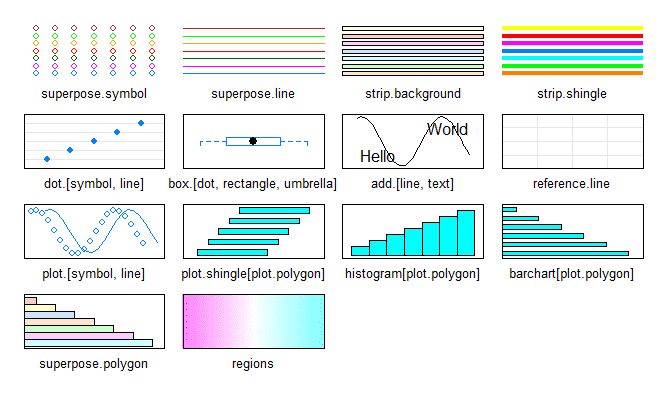 superpose.symbol
superpose.line
strip.background
strip.shingle
Hello
World
dot.[symbol, line]
box.[dot, rectangle, umbrella]
add.[line, text]
reference.line
plot.[symbol, line]
plot.shingle[plot.polygon]
histogram[plot.polygon]
barchart[plot.polygon]
superpose.polygon
regions